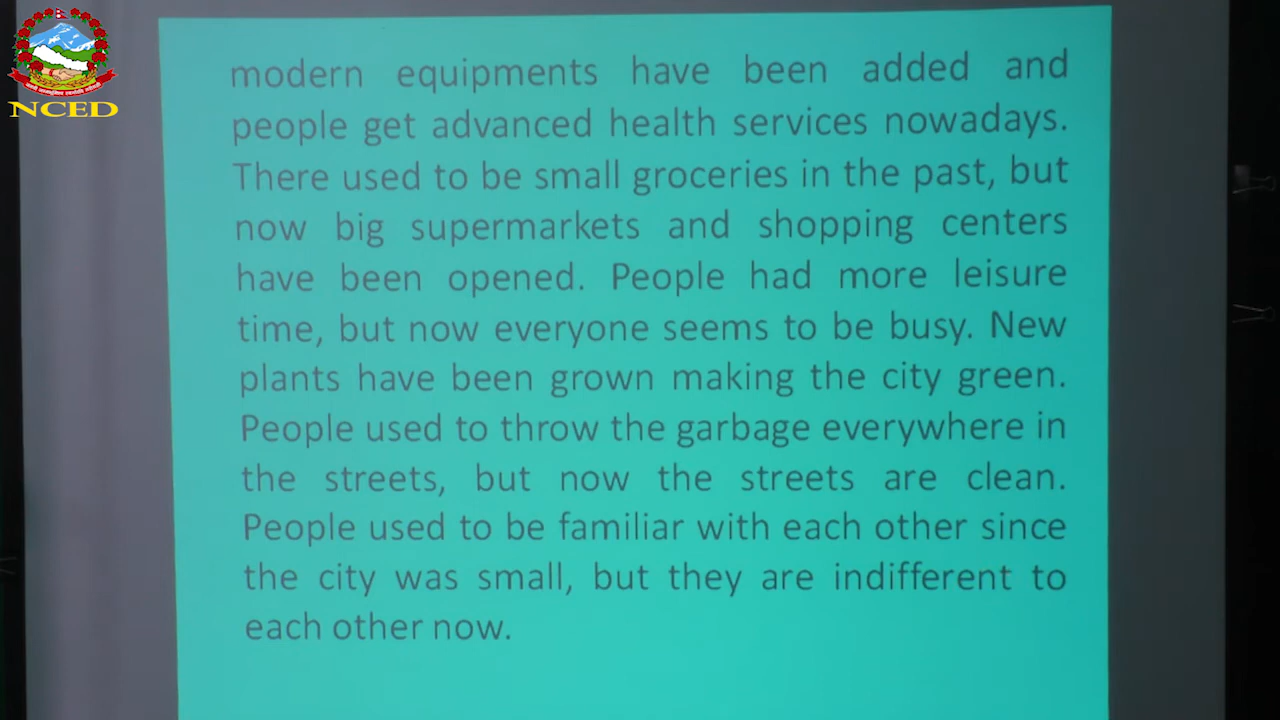 NCED
modern equipments have been added and
people get advanced health services nowadays.
There used to be small groceries in the past, but
now big supermarkets and shopping centers
have been opened. People had more leisure
time, but now everyone seems to be busy. New
plants have been grown making the city green.
People used to throw the garbage everywhere in
the streets, but now the streets are clean.
People used to be familiar with each other since
the city was small, but they are indifferent to
each other now.